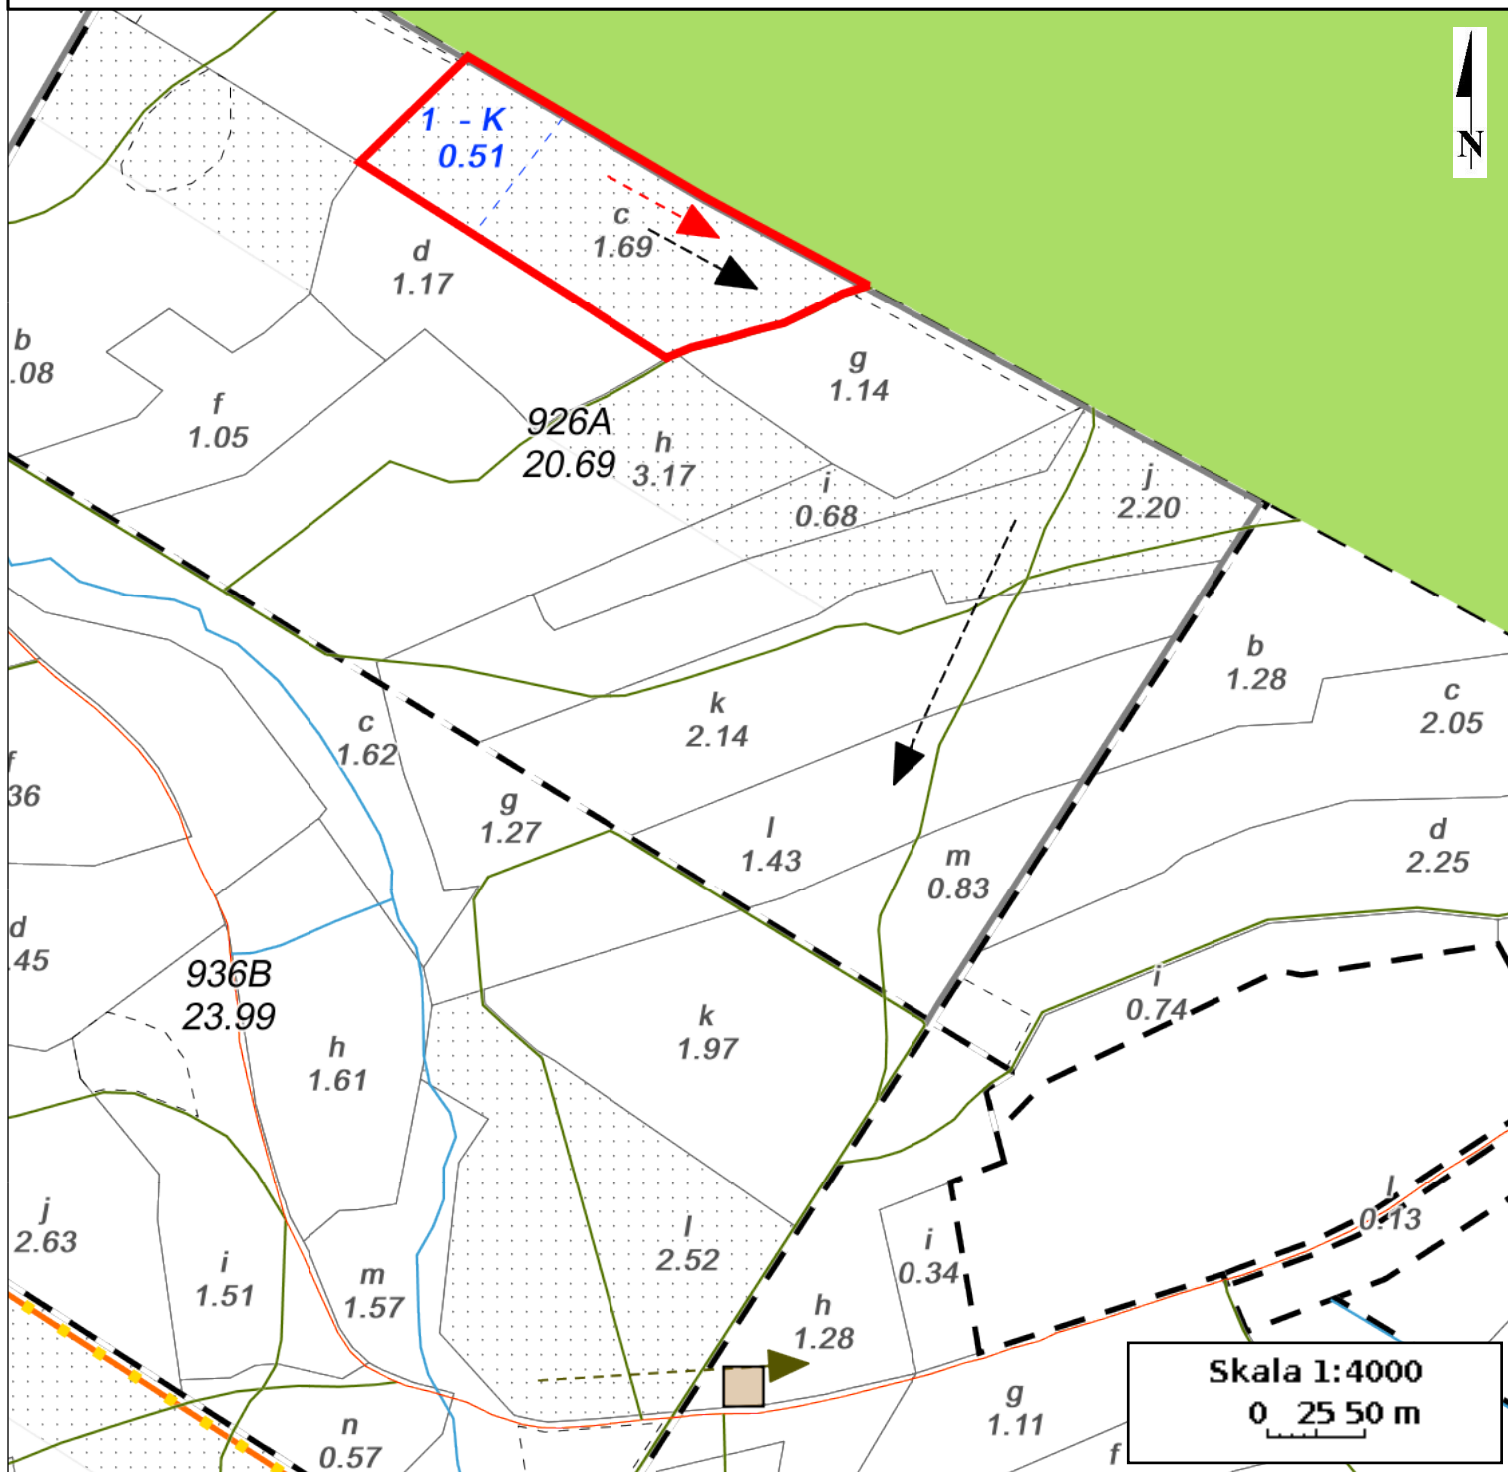 N
1 - K
0.51
c
1.69
d
1.17
b
.08
g
1.14
f
1.05
926A
20.69
h
3.17
i
0.68
j
2.20
b
1.28
c
2.05
k
2.14
c
1.62
f
36
g
1.27
l
1.43
m
0.83
d
2.25
d
.45
936B
23.99
i
0.74
k
1.97
h
1.61
l
0.13
j
2.63
l
2.52
i
0.34
i
1.51
m
1.57
h
1.28
Skala 1:4000
0 25 50 m
g
1.11
n
0.57
f